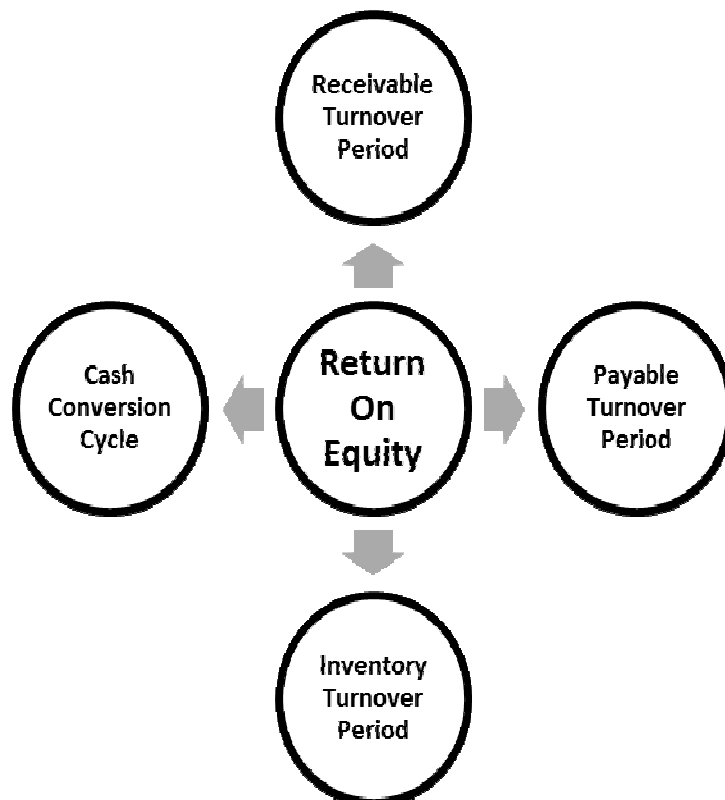 Receivable
Turnover
Period
Cash
Conversion
Cycle
Return
On
Equity
Payable
Turnover
Period
Inventory
Turnover
Period